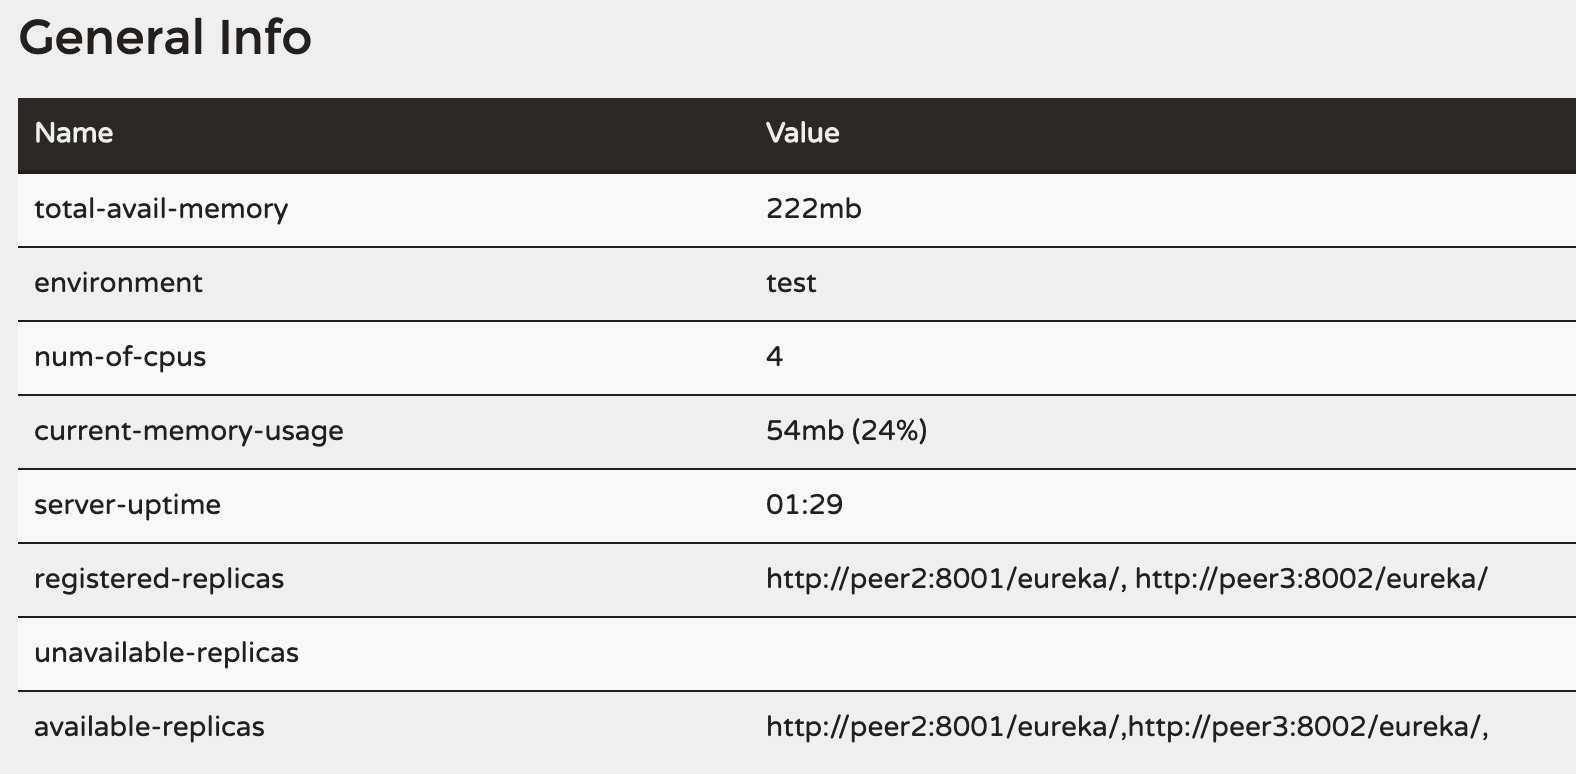 General Info
Name Value
total-avail-memory 222mb
environment test
num-of-cpus 4
current-memory-usage 54mb (24%)
server-uptime 01:29
registered-replicas http://peer2:8001/eureka/, http://peer3:8002/eureka/
unavailable-replicas
available-replicas http://peer2:8001/eureka/,http://peer3:8002/eureka/,